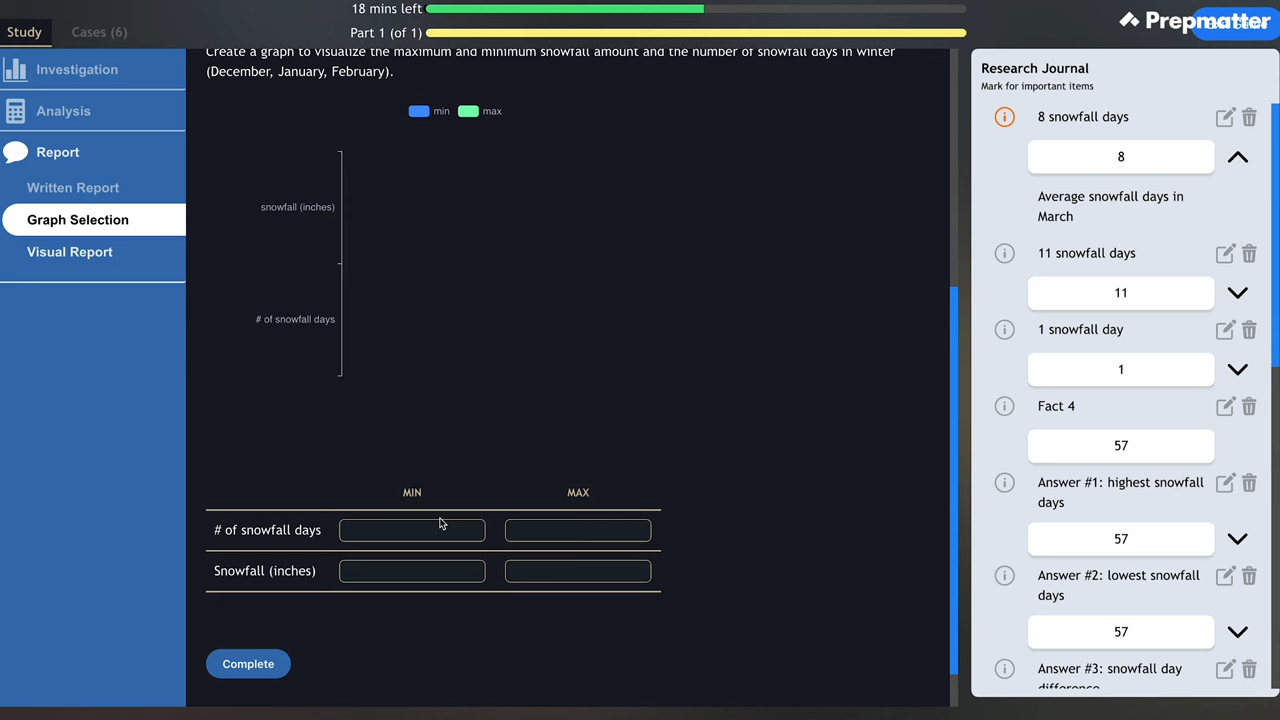 18 mins left
Prepmatter
Study
Cases (6)
Part 1 (of 1)
Investigation
Analysis
Report
Written Report
Graph Selection
Visual Report
Create a graph to visualize the maximum and minimum snowfall amount and the number of snowfall days in winter
(December, January, February).
min
max
snowfall (inches)
# of snowfall days
MIN
MAX
# of snowfall days
Snowfall (inches)
Complete
Research Journal
Mark for important items
8 snowfall days
8
Average snowfall days in
March
11 snowfall days
11
1 snowfall day
1
Fact 4
57
Answer #1: highest snowfall
days
57
Answer #2: lowest snowfall
days
57
Answer #3: snowfall day
difference